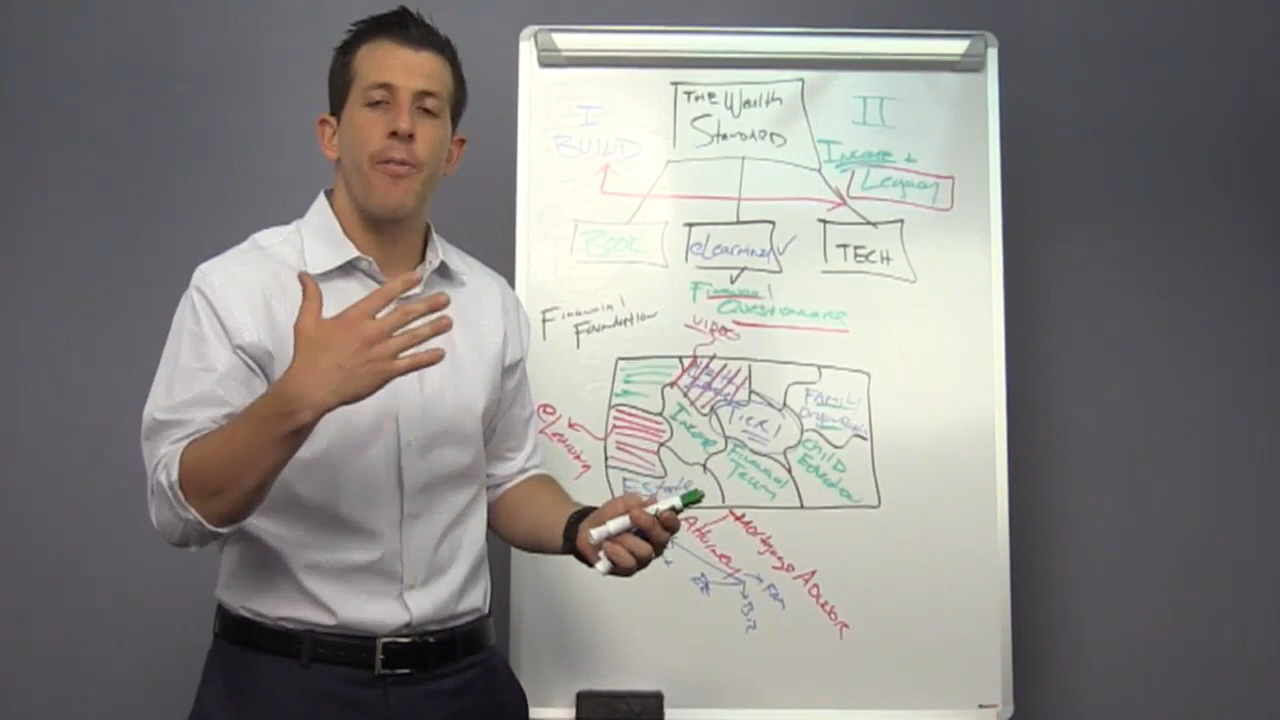 THE Wealth
STANDARD
I
BUILD
II
Income +
Legacy
BOOK
eLearning
TECH
Financial
Questionnaire
Financial
Foundation
VIDEO
FAMILY
TIER 1
Income
Financial
Team
CHILD
Education
eLearning
Estate
Attorney
Mortgage ADVISOR